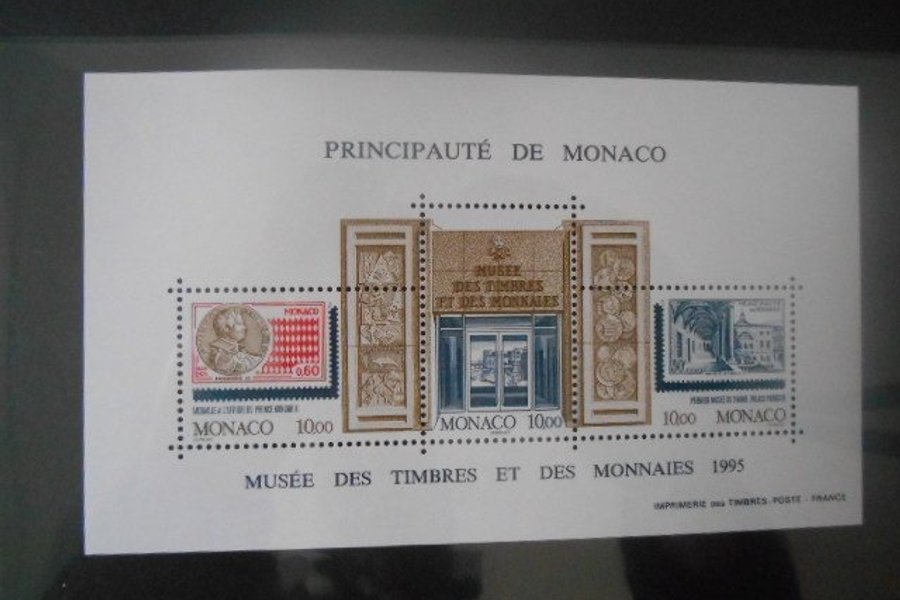 PRINCIPAUTÉ DE MONACO
MUSEE
DES TIMBRES
ET DES MONNAIES
MONACO
0,60
MONACO 10,00
MONACO 10,00
10,00 MONACO
MUSÉE DES TIMBRES ET DES MONNAIES 1995
IMPRIMERIE DES TIMBRES-POSTE - FRANCE